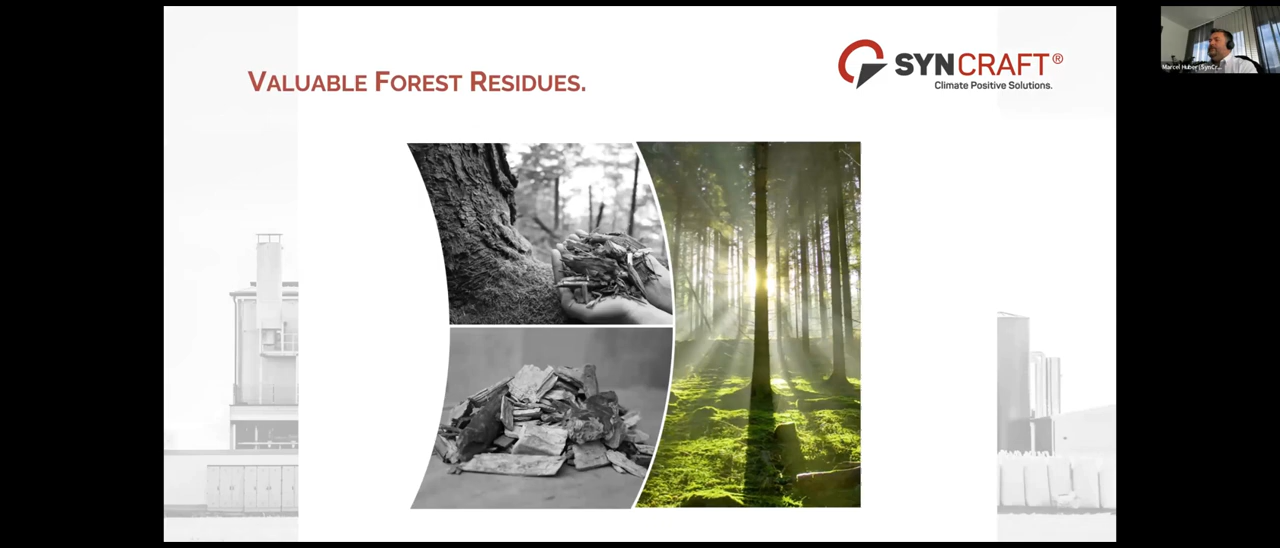 VALUABLE FOREST RESIDUES.
SYNCRAFT®
Climate Positive Solutions.
Marcel Huber | SynCr...